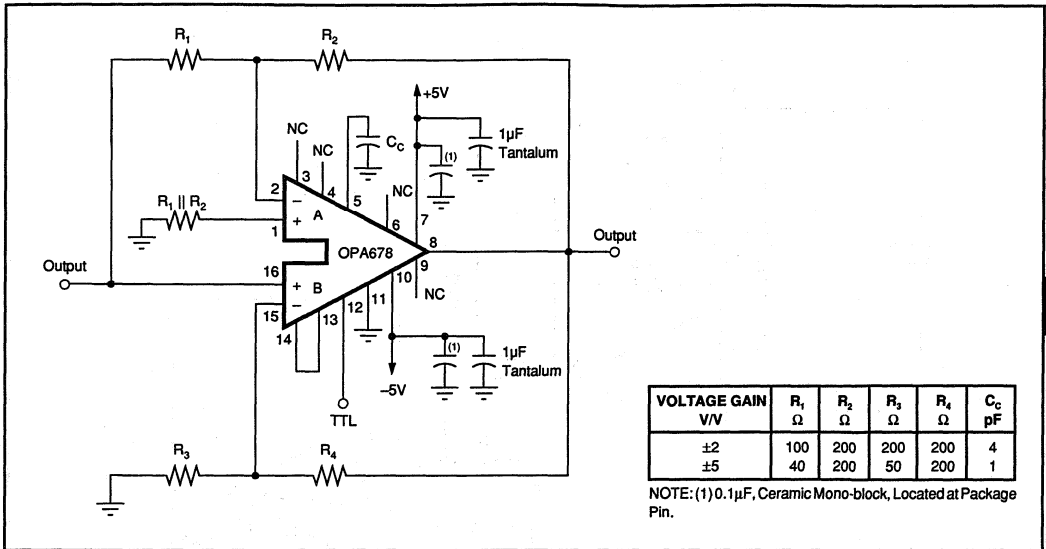 R1 R2
+5V
NC
1µF
Tantalum
CC
(1)
NC
3
4
5
NC
2
−
A
6
7
R1 || R2
+
1
8
Output
OPA678
9
Output
16
+
B
10
NC
15
−
11
12
13
14
(1)
1µF
Tantalum
−5V
TTL
R3 R4
VOLTAGE GAIN R1 R2 R3 R4 CC
V/V Ω Ω Ω Ω pF
±2 100 200 200 200 4
±5 40 200 50 200 1
NOTE: (1) 0.1µF, Ceramic Mono-block, Located at Package
Pin.